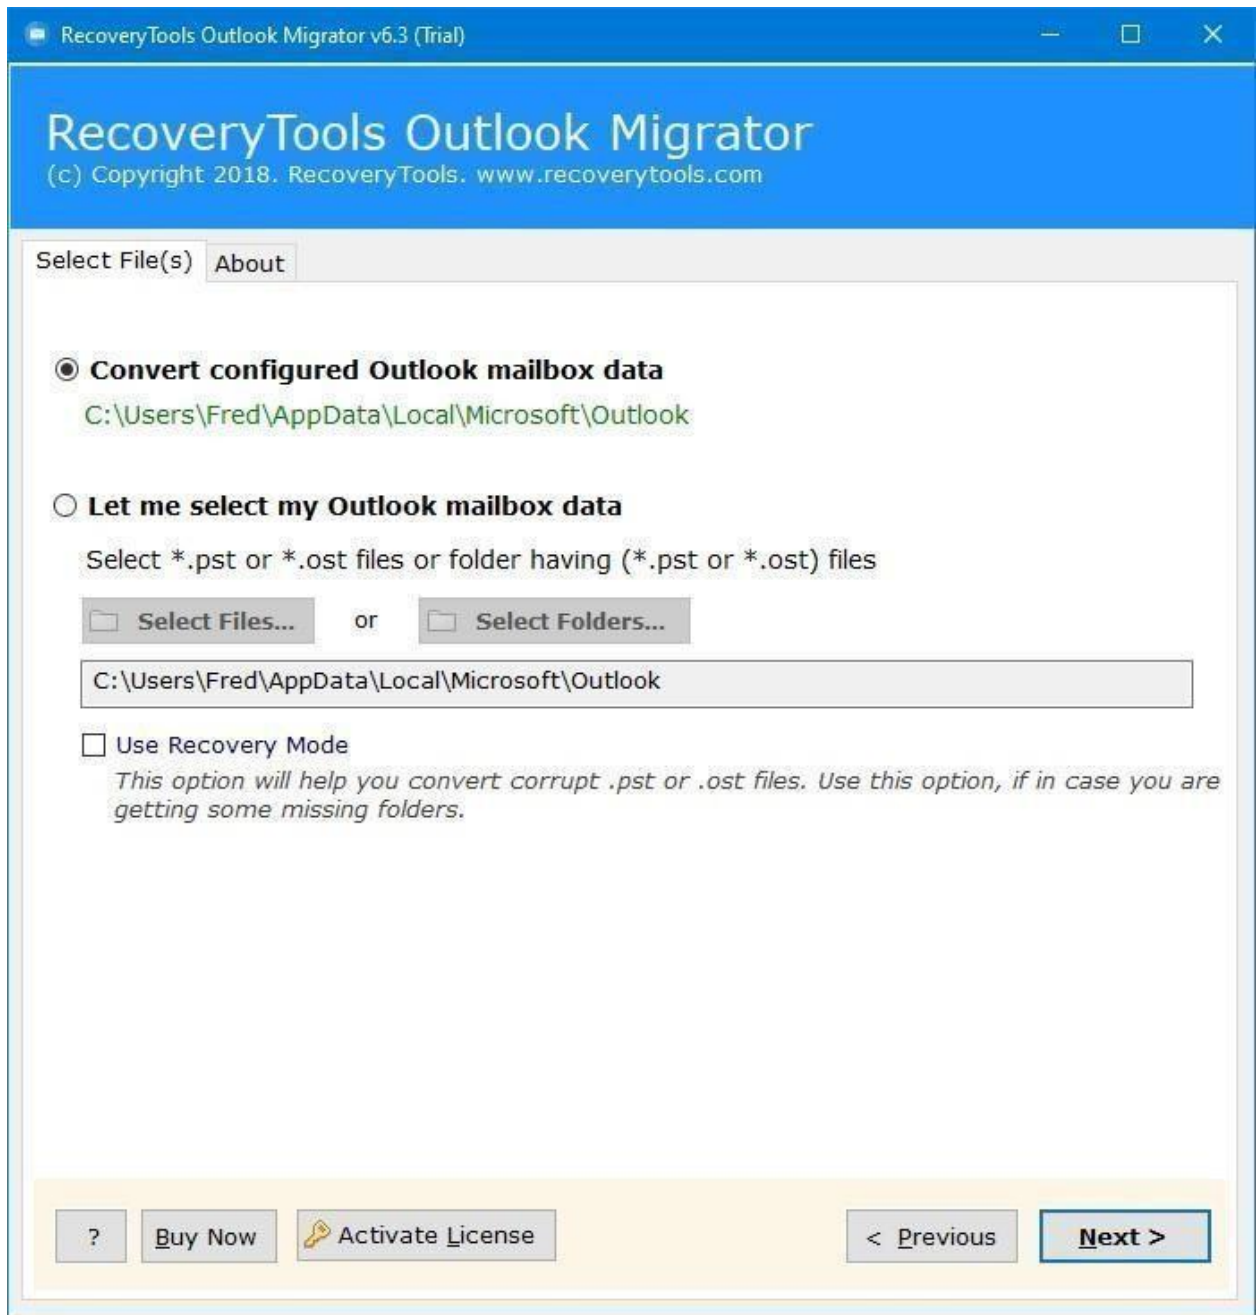 RecoveryTools Outlook Migrator v6.3 (Trial)
RecoveryTools Outlook Migrator
(c) Copyright 2018. RecoveryTools. www.recoverytools.com
Select File(s) About
Convert configured Outlook mailbox data
C:\Users\Fred\AppData\Local\Microsoft\Outlook
Let me select my Outlook mailbox data
Select *.pst or *.ost files or folder having (*.pst or *.ost) files
Select Files... or Select Folders...
C:\Users\Fred\AppData\Local\Microsoft\Outlook
Use Recovery Mode
This option will help you convert corrupt .pst or .ost files. Use this option, if in case you are
getting some missing folders.
? Buy Now Activate License < Previous Next >